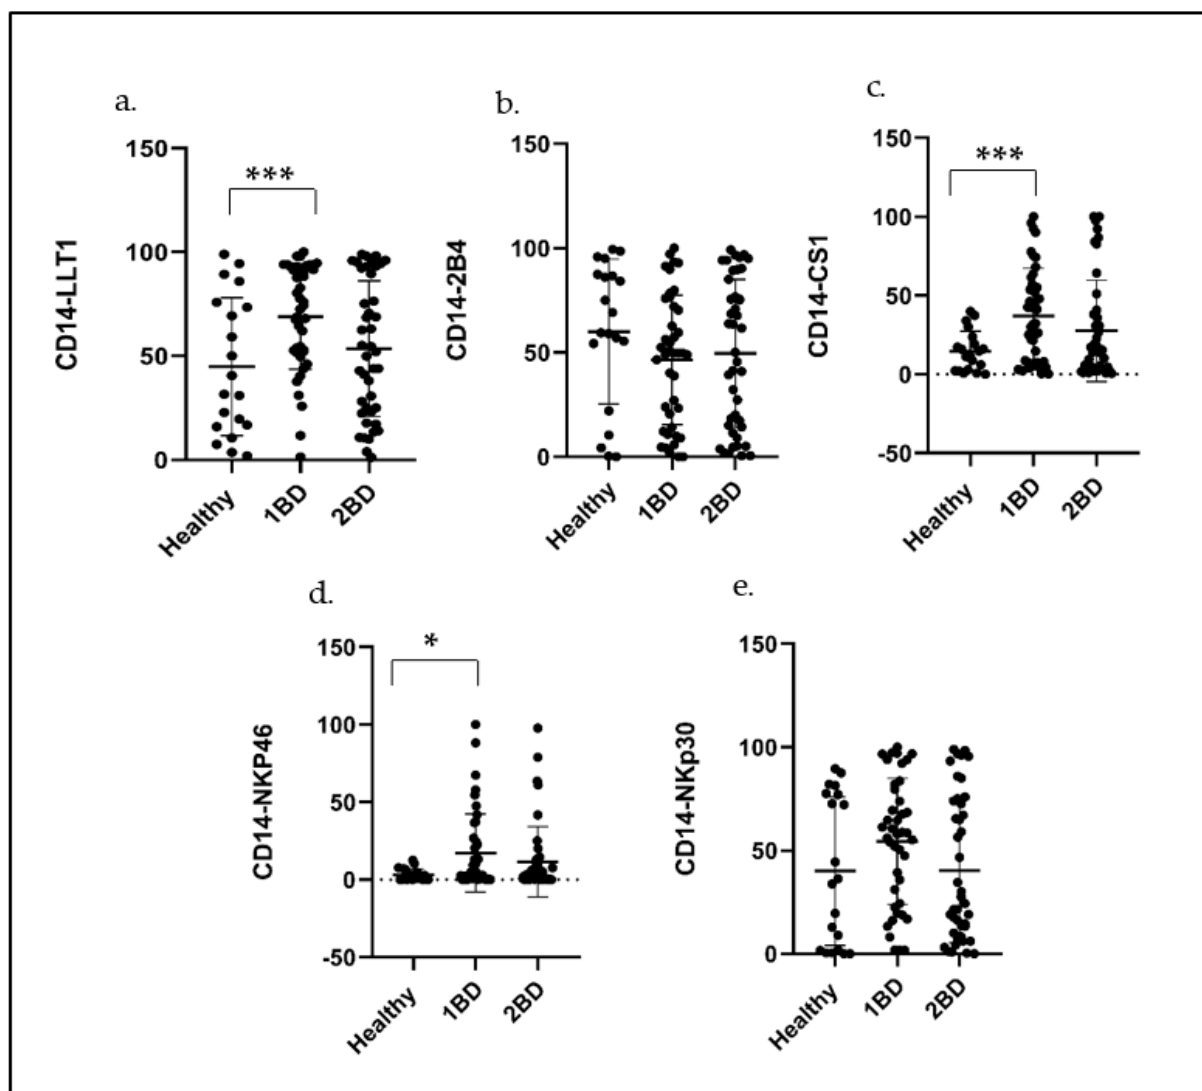 a.
CD14-LLT1
150
100
50
0
***
Healthy
1BD
2BD
b.
CD14-2B4
150
100
50
0
Healthy
1BD
2BD
c.
CD14-CS1
150
100
50
0
-50
***
Healthy
1BD
2BD
d.
CD14-NKP46
150
100
50
0
-50
*
Healthy
1BD
2BD
e.
CD14-NKp30
150
100
50
0
Healthy
1BD
2BD